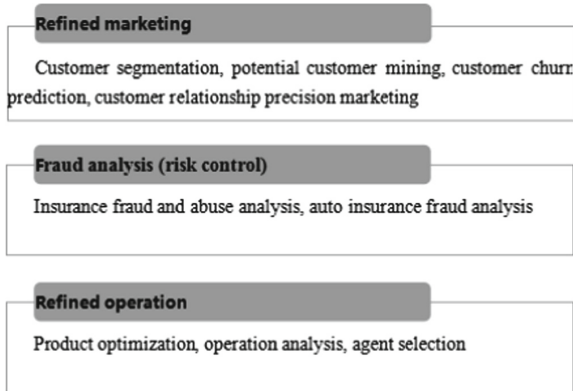 Refined marketing
Customer segmentation, potential customer mining, customer churn
prediction, customer relationship precision marketing
Fraud analysis (risk control)
Insurance fraud and abuse analysis, auto insurance fraud analysis
Refined operation
Product optimization, operation analysis, agent selection